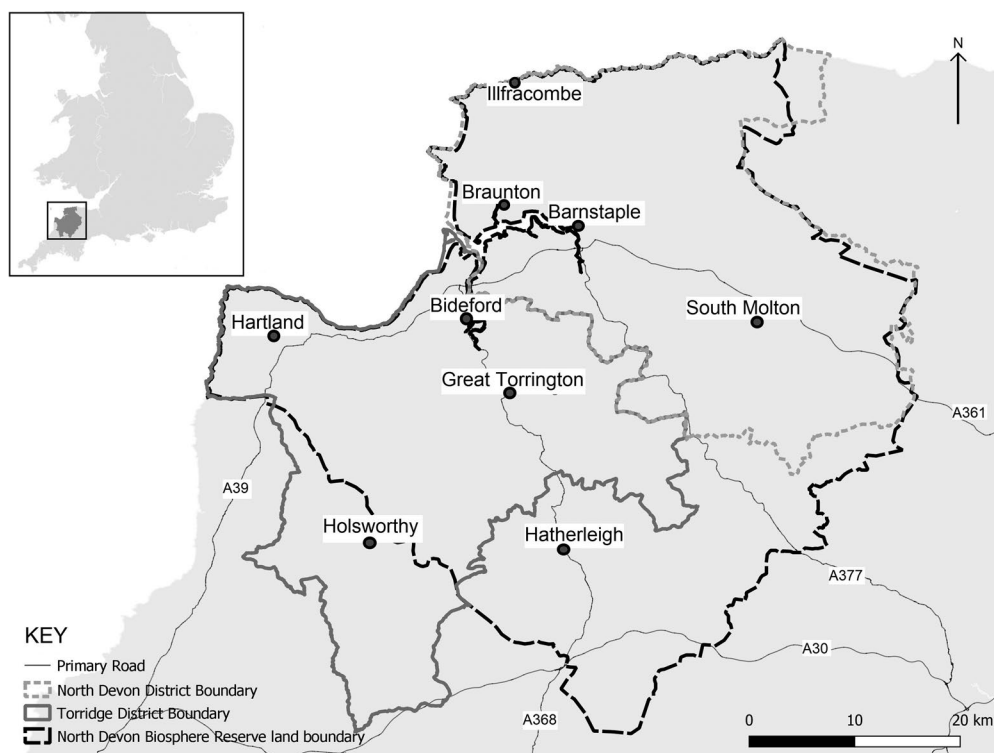 N
Illfracombe
Braunton
Barnstaple
Bideford
South Molton
Hartland
Great Torrington
A361
A39
Holsworthy
Hatherleigh
A377
KEY
Primary Road
A30
North Devon District Boundary
Torridge District Boundary
North Devon Biosphere Reserve land boundary
A368
0 10 20 km